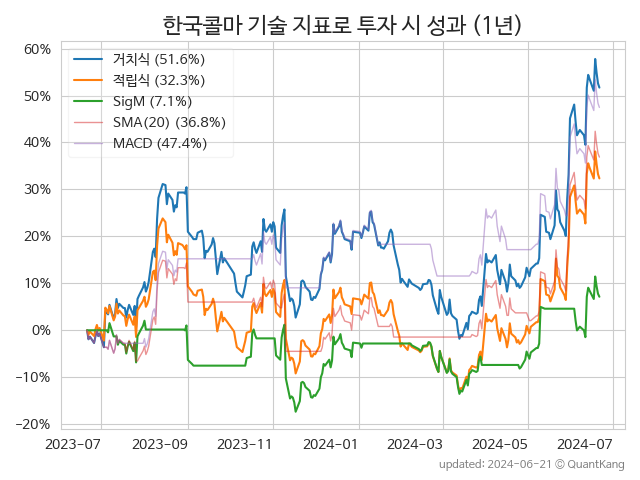 한국콜마 기술 지표로 투자 시 성과 (1년)
60%
50%
40%
30%
20%
10%
0%
−10%
−20%
거치식 (51.6%)
적립식 (32.3%)
SigM (7.1%)
SMA(20) (36.8%)
MACD (47.4%)
2023-07 2023-09 2023-11 2024-01 2024-03 2024-05 2024-07
updated: 2024-06-21 © QuantKang